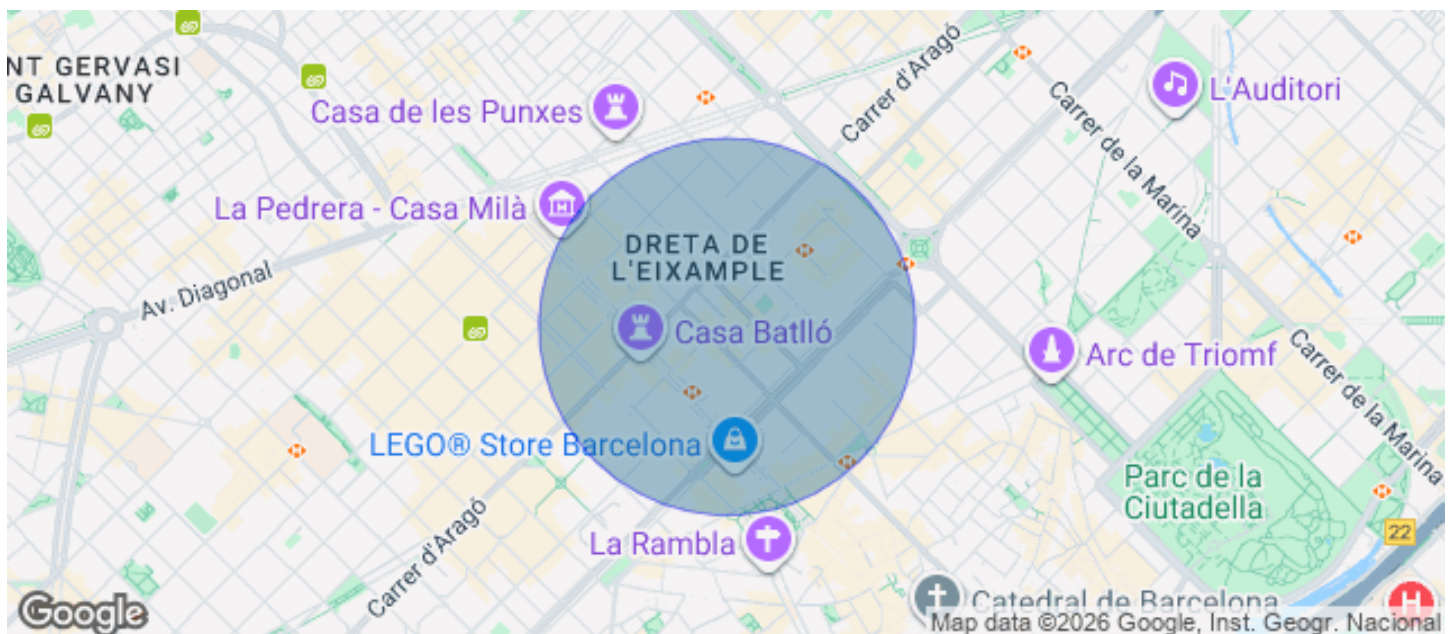 NT GERVASI
GALVANY
Casa de les Punxes
Carrer d'Aragó
L'Auditori
Carrer de la Marina
La Pedrera - Casa Milà
DRETA DE
L'EIXAMPLE
Av. Diagonal
Casa Batlló
Arc de Triomf
Carrer de la Marina
LEGO® Store Barcelona
Parc de la
Ciutadella
Carrer d'Aragó
La Rambla
22
Catedral de Barcelona
H
Google
Map data ©2026 Google, Inst. Geogr. Nacional